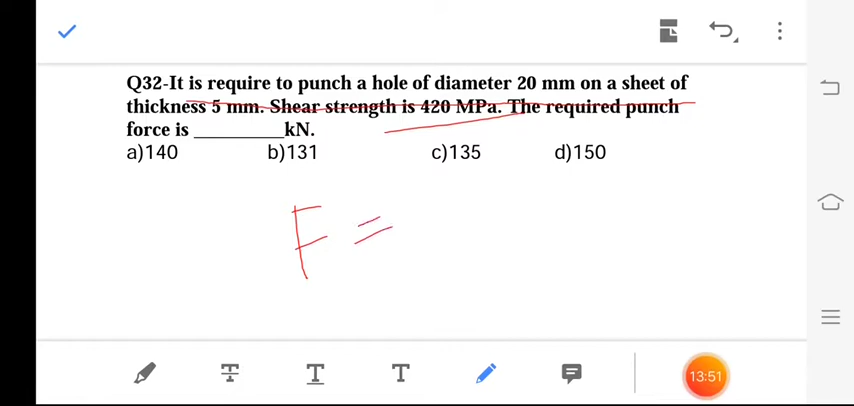 Q32-It is require to punch a hole of diameter 20 mm on a sheet of
thickness 5 mm. Shear strength is 420 MPa. The required punch
force is _________kN.
a)140 b)131 c)135 d)150
F =
T T T
13:51